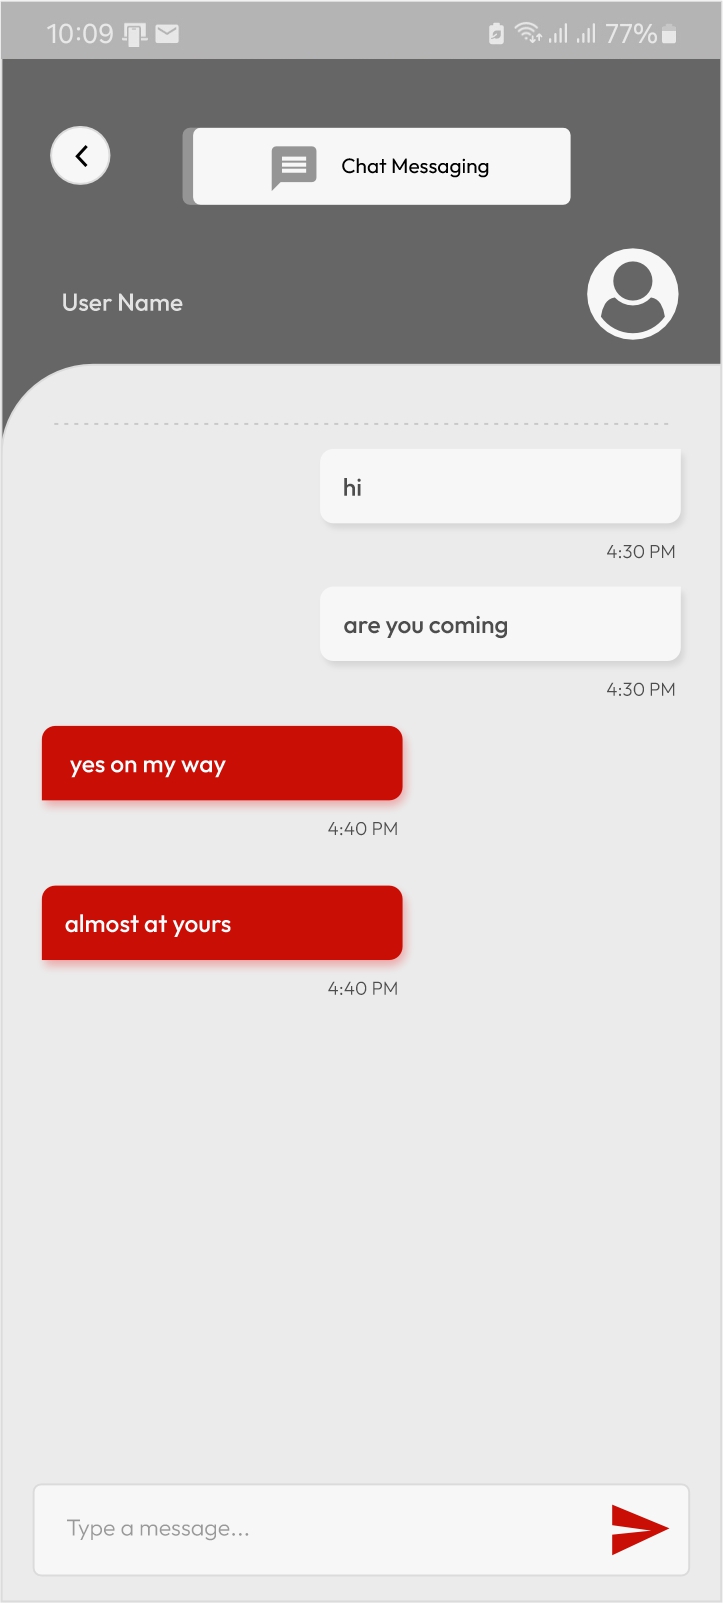 10:09 77%
Chat Messaging
User Name
hi
4:30 PM
are you coming
4:30 PM
yes on my way
4:40 PM
almost at yours
4:40 PM
Type a message...